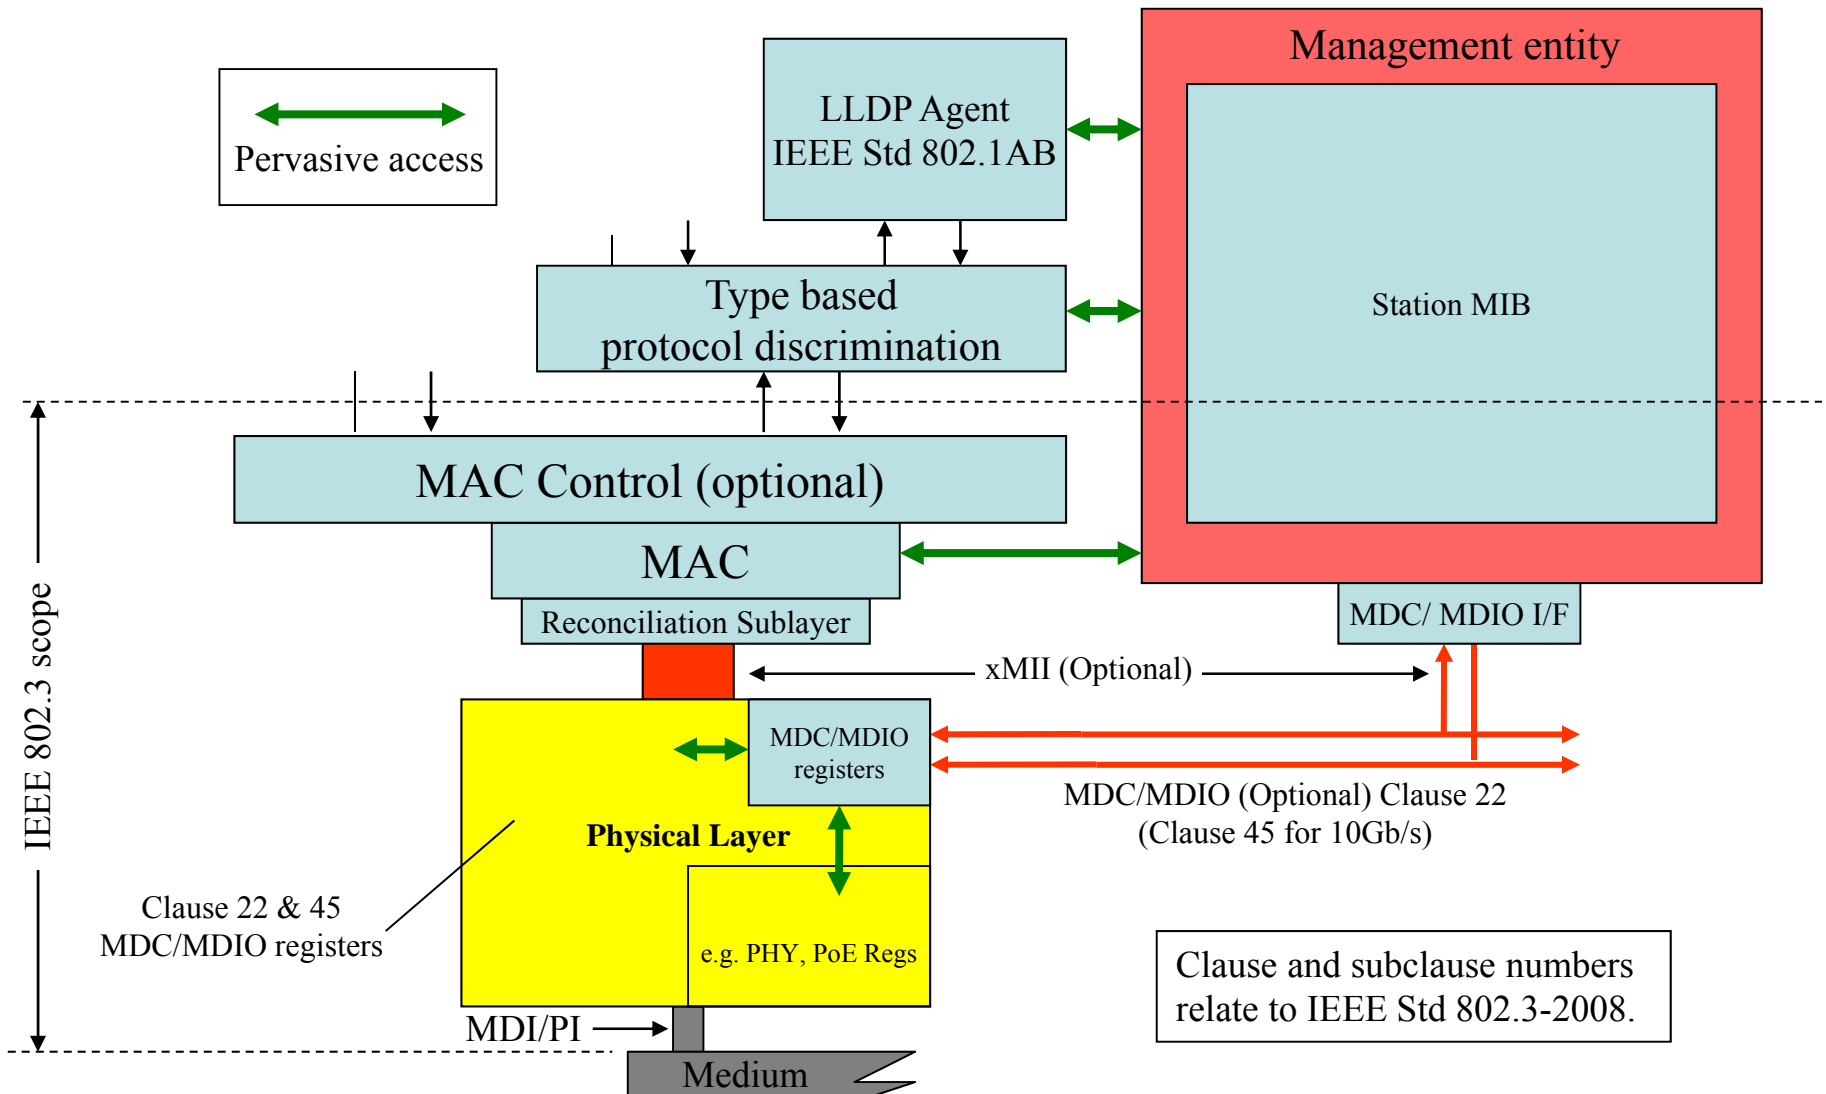 Management entity
LLDP Agent
IEEE Std 802.1AB
Pervasive access
Type based
protocol discrimination
Station MIB
MAC Control (optional)
MAC
Reconciliation Sublayer
MDC/ MDIO I/F
xMII (Optional)
IEEE 802.3 scope
MDC/MDIO
registers
MDC/MDIO (Optional) Clause 22
(Clause 45 for 10Gb/s)
Physical Layer
Clause 22 & 45
MDC/MDIO registers
e.g. PHY, PoE Regs
Clause and subclause numbers
relate to IEEE Std 802.3-2008.
MDI/PI
Medium